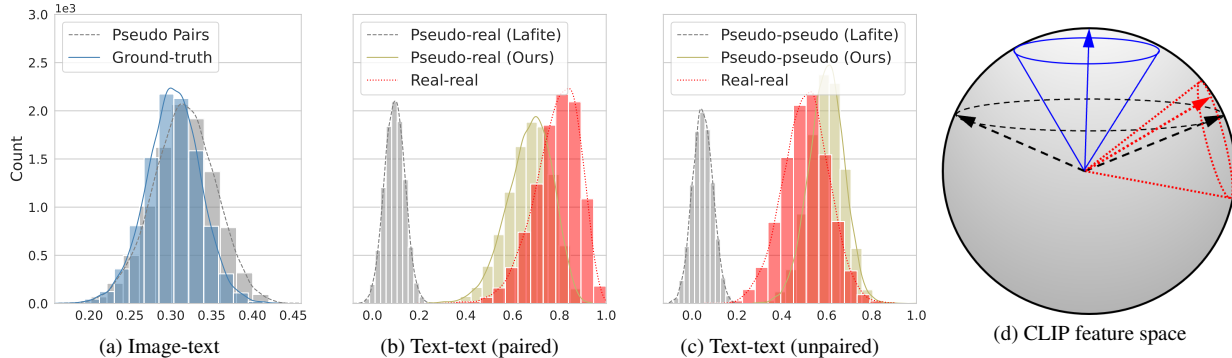 1e3
3.0
2.5
2.0
1.5
1.0
0.5
0.0
Count
Pseudo Pairs
Ground-truth
0.20 0.25 0.30 0.35 0.40 0.45
(a) Image-text
Pseudo-real (Lafite)
Pseudo-real (Ours)
Real-real
0.0 0.2 0.4 0.6 0.8 1.0
(b) Text-text (paired)
Pseudo-pseudo (Lafite)
Pseudo-pseudo (Ours)
Real-real
0.0 0.2 0.4 0.6 0.8 1.0
(c) Text-text (unpaired)
(d) CLIP feature space